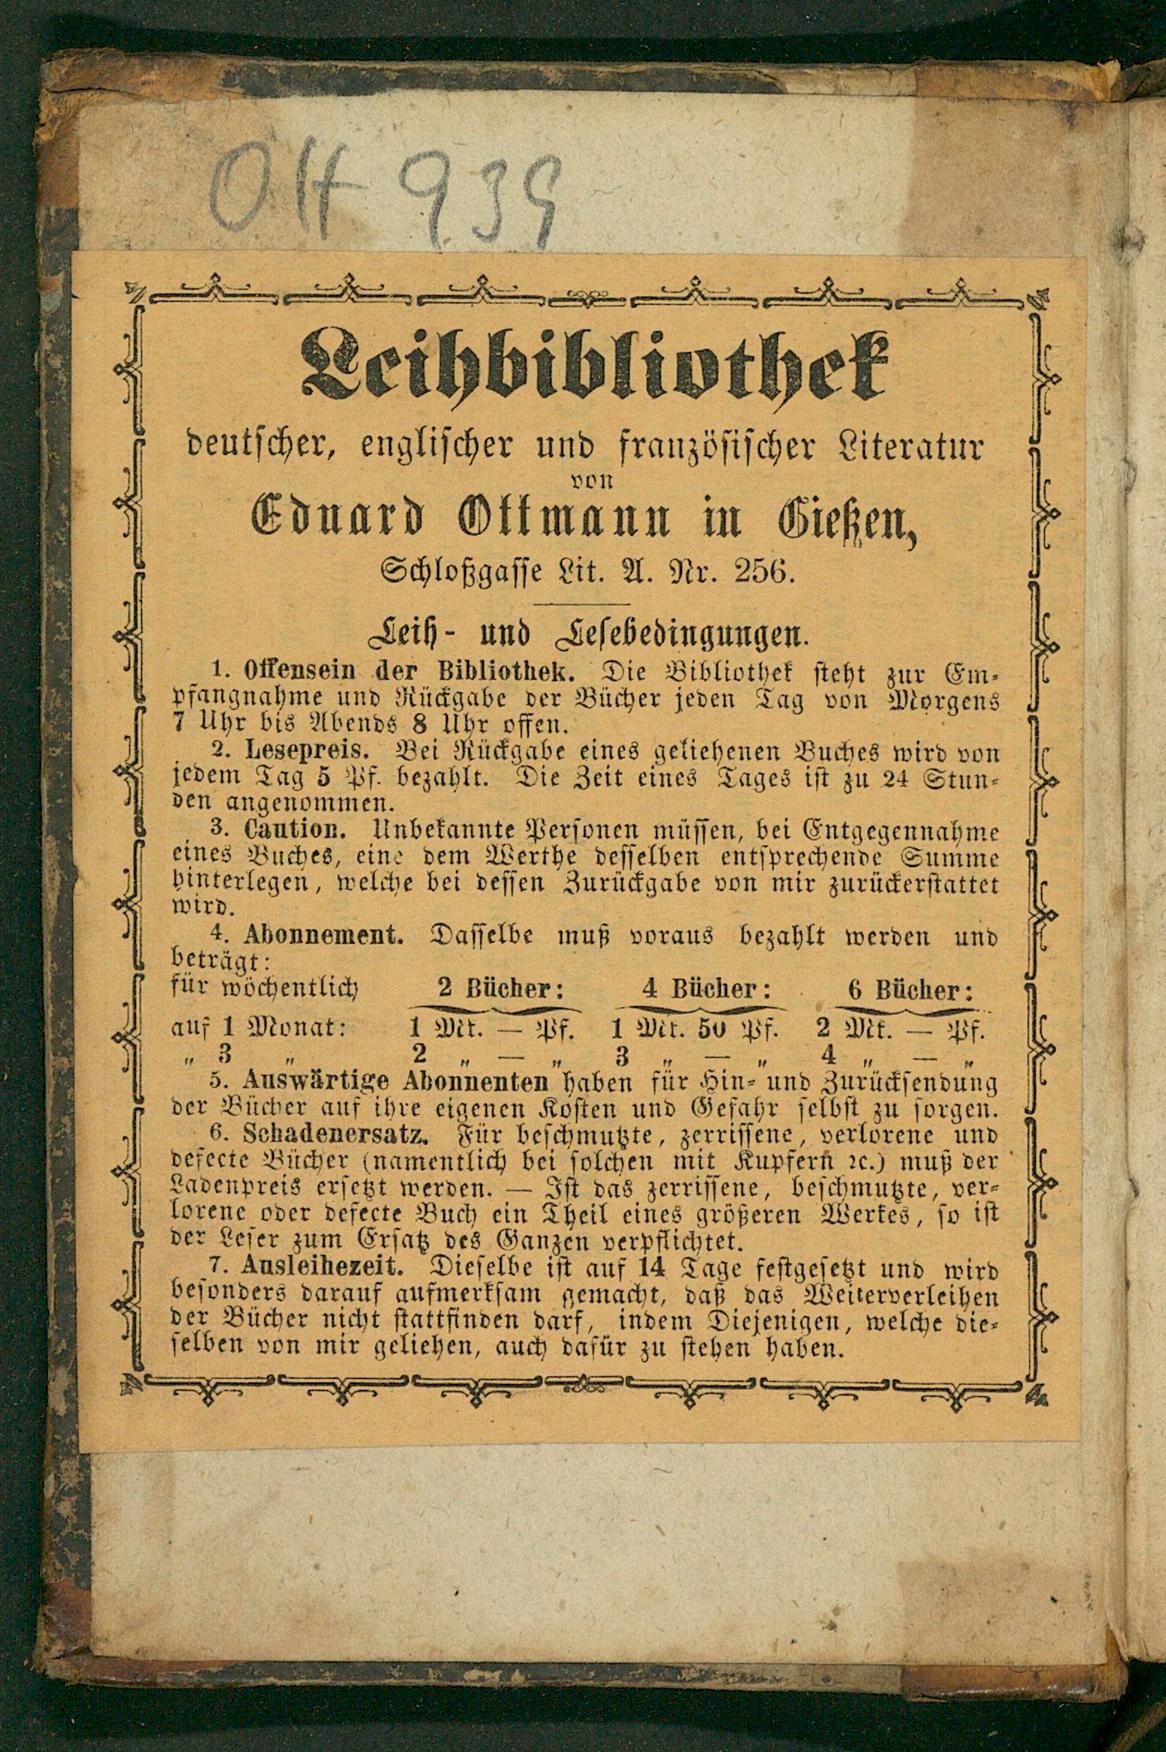 Ott 939
Leihbibliothek
deutscher, englischer und französischer Literatur
von
Eduard Ottmann in Gießen,
Schloßgasse Lit. A. Nr. 256.
Leih- und Lesebedingungen.
1. Offensein der Bibliothek. Die Bibliothek steht zur Em-
pfangnahme und Rückgabe der Bücher jeden Tag von Morgens
7 Uhr bis Abends 8 Uhr offen.
2. Lesepreis. Bei Rückgabe eines geliehenen Buches wird von
jedem Tag 5 Pf. bezahlt. Die Zeit eines Tages ist zu 24 Stun-
den angenommen.
3. Caution. Unbekannte Personen müssen, bei Entgegennahme
eines Buches, eine dem Werthe desselben entsprechende Summe
hinterlegen, welche bei dessen Zurückgabe von mir zurückerstattet
wird.
4. Abonnement. Dasselbe muß voraus bezahlt werden und
beträgt:
für wöchentlich 2 Bücher: 4 Bücher: 6 Bücher:
auf 1 Monat: 1 Mk. — Pf. 1 Mk. 50 Pf. 2 Mk. — Pf.
„ 3 „ 2 „ — „ 3 „ — „ 4 „ — „
5. Auswärtige Abonnenten haben für Hin- und Zurücksendung
der Bücher auf ihre eigenen Kosten und Gefahr selbst zu sorgen.
6. Schadenersatz. Für beschmutzte, zerrissene, verlorene und
defecte Bücher (namentlich bei solchen mit Kupfern ꝛc.) muß der
Ladenpreis ersetzt werden. — Ist das zerrissene, beschmutzte, ver-
lorene oder defecte Buch ein Theil eines größeren Werkes, so ist
der Leser zum Ersatz des Ganzen verpflichtet.
7. Ausleihezeit. Dieselbe ist auf 14 Tage festgesetzt und wird
besonders darauf aufmerksam gemacht, daß das Weiterverleihen
der Bücher nicht stattfinden darf, indem Diejenigen, welche die-
selben von mir geliehen, auch dafür zu stehen haben.